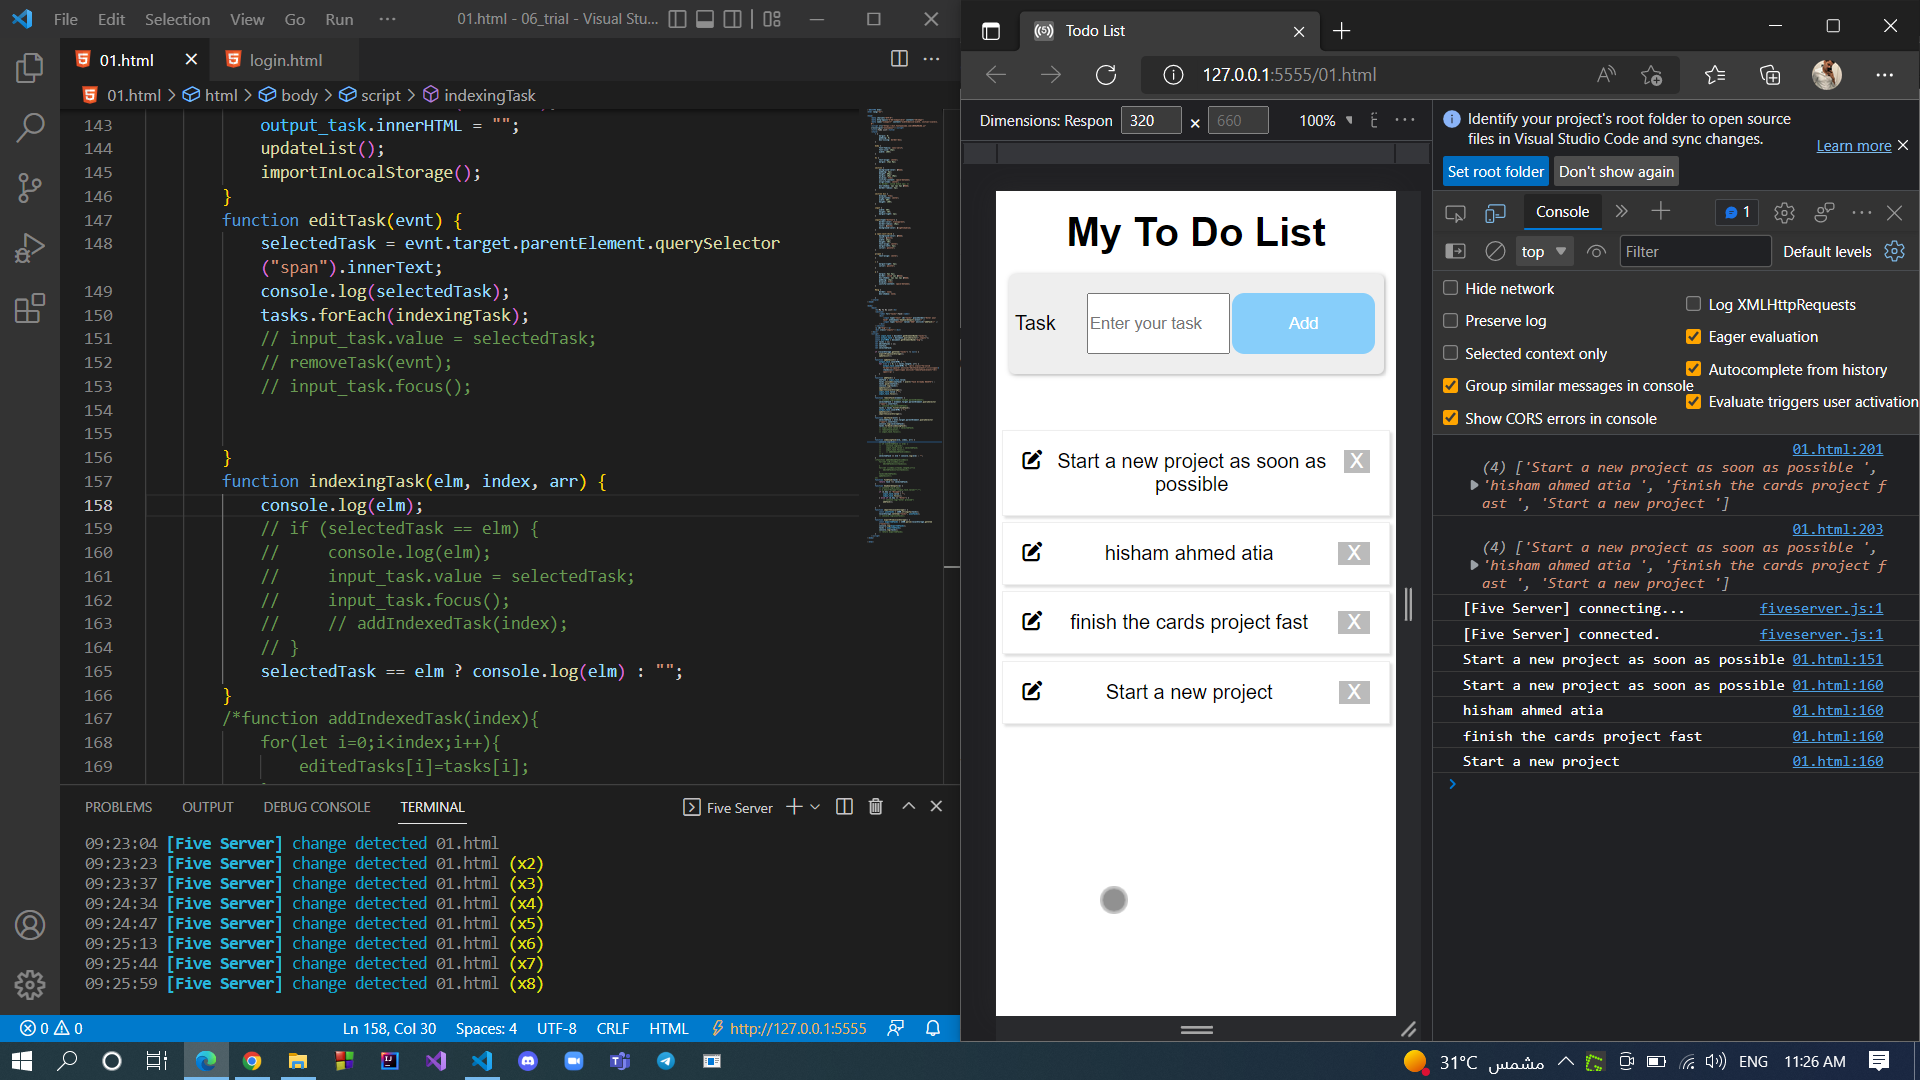 File Edit Selection View Go Run ··· 01.html - 06_trial - Visual Stu...
01.html login.html
01.html > html > body > script > indexingTask
143 output_task.innerHTML = "";
144 updateList();
145 importInLocalStorage();
146 }
147 function editTask(evnt) {
148 selectedTask = evnt.target.parentElement.querySelector
("span").innerText;
149 console.log(selectedTask);
150 tasks.forEach(indexingTask);
151 // input_task.value = selectedTask;
152 // removeTask(evnt);
153 // input_task.focus();
154
155
156 }
157 function indexingTask(elm, index, arr) {
158 console.log(elm);
159 // if (selectedTask == elm) {
160 //     console.log(elm);
161 //     input_task.value = selectedTask;
162 //     input_task.focus();
163 //     // addIndexedTask(index);
164 // }
165 selectedTask == elm ? console.log(elm) : "";
166 }
167 /*function addIndexedTask(index){
168 for(let i=0;i<index;i++){
169 editedTasks[i]=tasks[i];
PROBLEMS OUTPUT DEBUG CONSOLE TERMINAL Five Server
09:23:04 [Five Server] change detected 01.html
09:23:23 [Five Server] change detected 01.html (x2)
09:23:37 [Five Server] change detected 01.html (x3)
09:24:34 [Five Server] change detected 01.html (x4)
09:24:47 [Five Server] change detected 01.html (x5)
09:25:13 [Five Server] change detected 01.html (x6)
09:25:44 [Five Server] change detected 01.html (x7)
09:25:59 [Five Server] change detected 01.html (x8)
0 0 Ln 158, Col 30 Spaces: 4 UTF-8 CRLF HTML http://127.0.0.1:5555
Todo List
127.0.0.1:5555/01.html
Dimensions: Respon 320 × 660 100%
My To Do List
Task Enter your task Add
Start a new project as soon as
possible
X
hisham ahmed atia X
finish the cards project fast X
Start a new project X
Identify your project's root folder to open source
files in Visual Studio Code and sync changes.
Learn more
Set root folder Don't show again
Console 1
top Filter Default levels
Hide network
Log XMLHttpRequests
Preserve log
Eager evaluation
Selected context only
Autocomplete from history
Group similar messages in console
Evaluate triggers user activation
Show CORS errors in console
01.html:201
(4) ['Start a new project as soon as possible ',
'hisham ahmed atia ', 'finish the cards project f
ast ', 'Start a new project ']
01.html:203
(4) ['Start a new project as soon as possible ',
'hisham ahmed atia ', 'finish the cards project f
ast ', 'Start a new project ']
[Five Server] connecting... fiveserver.js:1
[Five Server] connected. fiveserver.js:1
Start a new project as soon as possible 01.html:151
Start a new project as soon as possible 01.html:160
hisham ahmed atia 01.html:160
finish the cards project fast 01.html:160
Start a new project 01.html:160
31°C مشمس ENG 11:26 AM